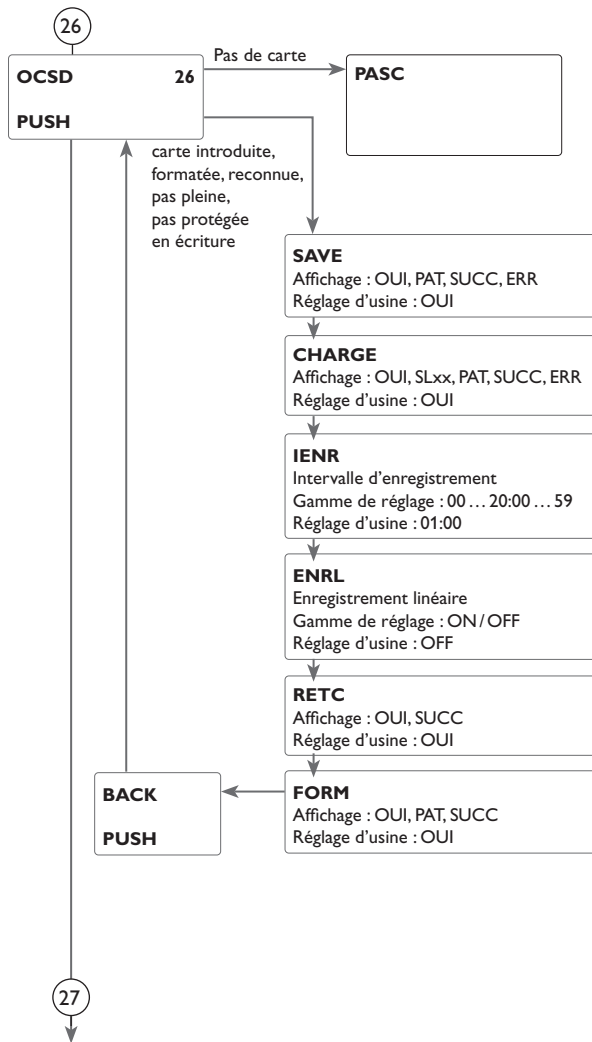 26
OCSD 26
PUSH
Pas de carte
PASC
carte introduite,
formatée, reconnue,
pas pleine,
pas protégée
en écriture
SAVE
Affichage : OUI, PAT, SUCC, ERR
Réglage d'usine : OUI
CHARGE
Affichage : OUI, SLxx, PAT, SUCC, ERR
Réglage d'usine : OUI
IENR
Intervalle d'enregistrement
Gamme de réglage : 00 … 20:00 … 59
Réglage d'usine : 01:00
ENRL
Enregistrement linéaire
Gamme de réglage : ON / OFF
Réglage d'usine : OFF
RETC
Affichage : OUI, SUCC
Réglage d'usine : OUI
FORM
Affichage : OUI, PAT, SUCC
Réglage d'usine : OUI
BACK
PUSH
27